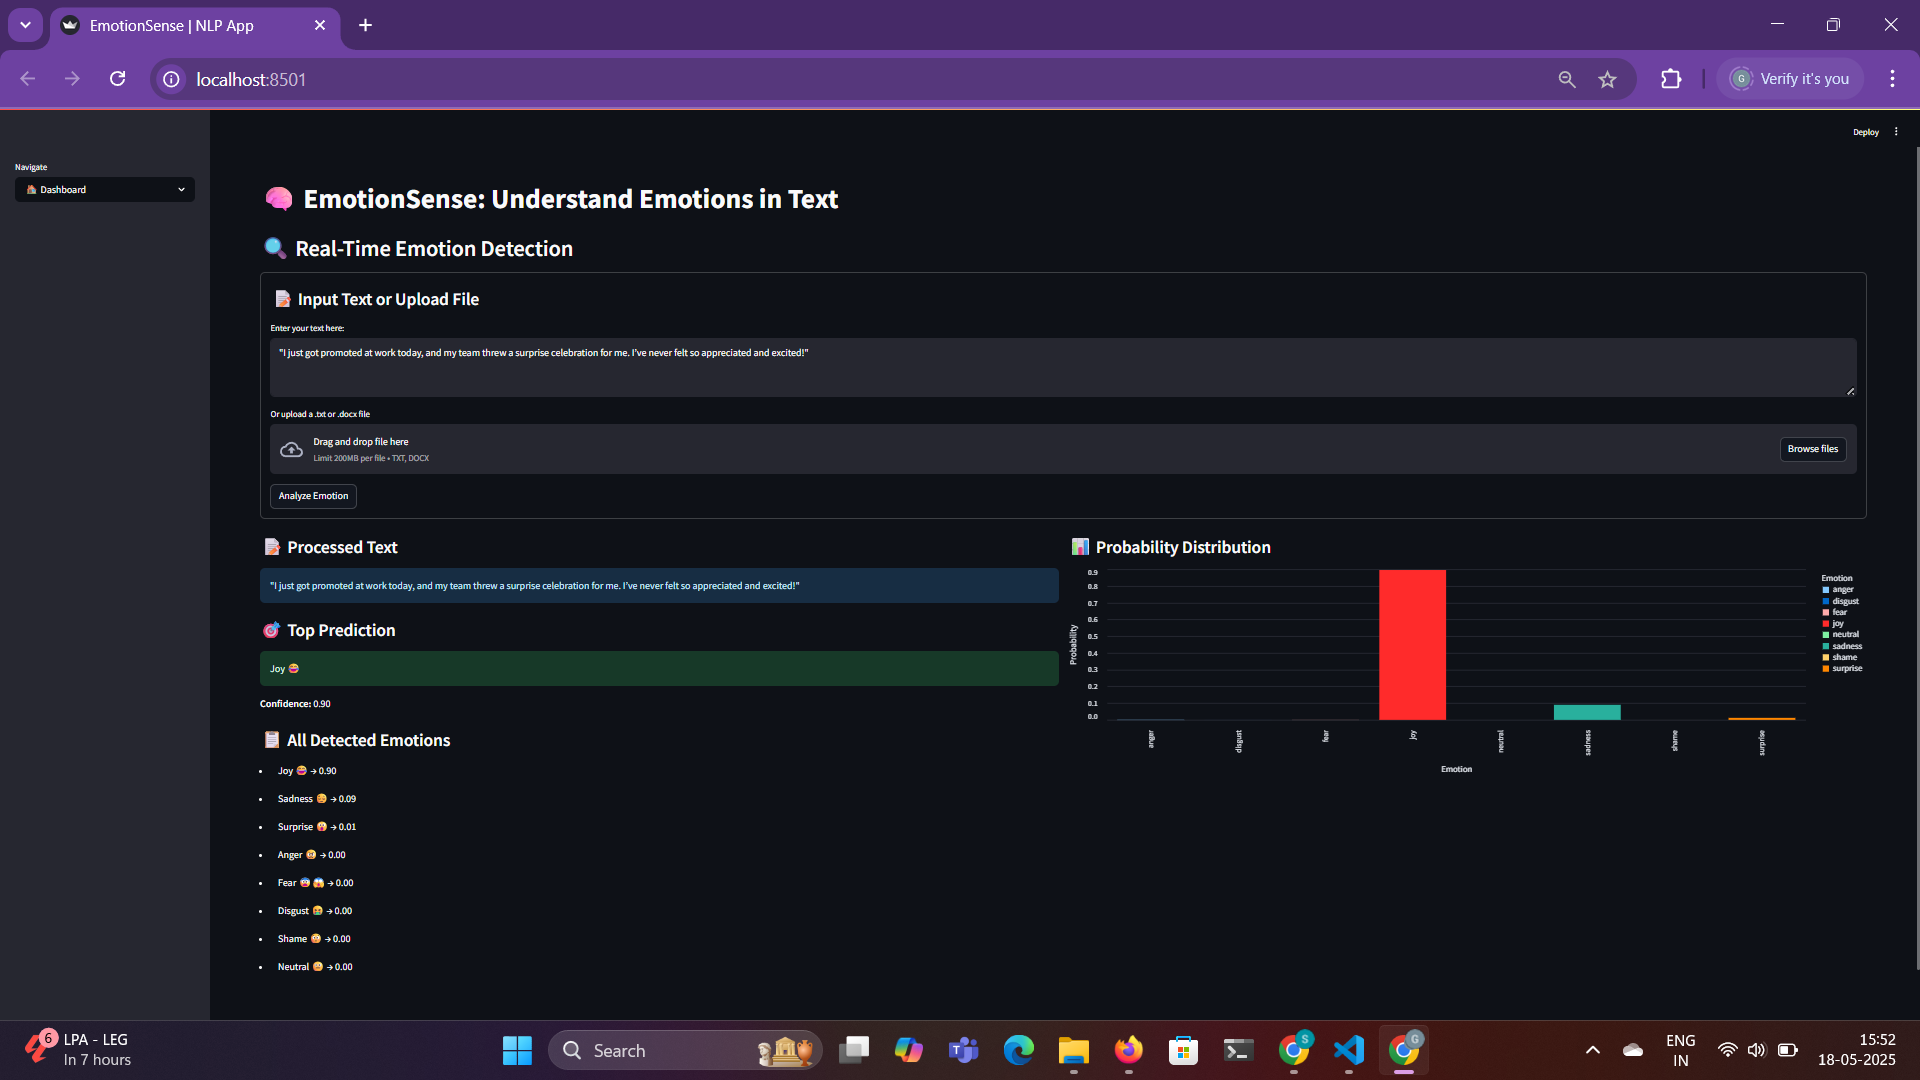 EmotionSense | NLP App
localhost:8501
G
Verify it's you
Deploy
Navigate
Dashboard
EmotionSense: Understand Emotions in Text
Real-Time Emotion Detection
Input Text or Upload File
Enter your text here:
"I just got promoted at work today, and my team threw a surprise celebration for me. I've never felt so appreciated and excited!"
Or upload a .txt or .docx file
Drag and drop file here
Limit 200MB per file • TXT, DOCX
Browse files
Analyze Emotion
Processed Text
"I just got promoted at work today, and my team threw a surprise celebration for me. I've never felt so appreciated and excited!"
Top Prediction
Joy 😂
Confidence: 0.90
All Detected Emotions
• Joy 😂 → 0.90
• Sadness → 0.09
• Surprise → 0.01
• Anger → 0.00
• Fear → 0.00
• Disgust → 0.00
• Shame → 0.00
• Neutral → 0.00
Probability Distribution
0.9
0.8
0.7
0.6
0.5
0.4
0.3
0.2
0.1
0.0
Probability
anger
disgust
fear
joy
neutral
sadness
shame
surprise
Emotion
Emotion
anger
disgust
fear
joy
neutral
sadness
shame
surprise
6
LPA - LEG
In 7 hours
Search
T
S
G
ENG
IN
15:52
18-05-2025